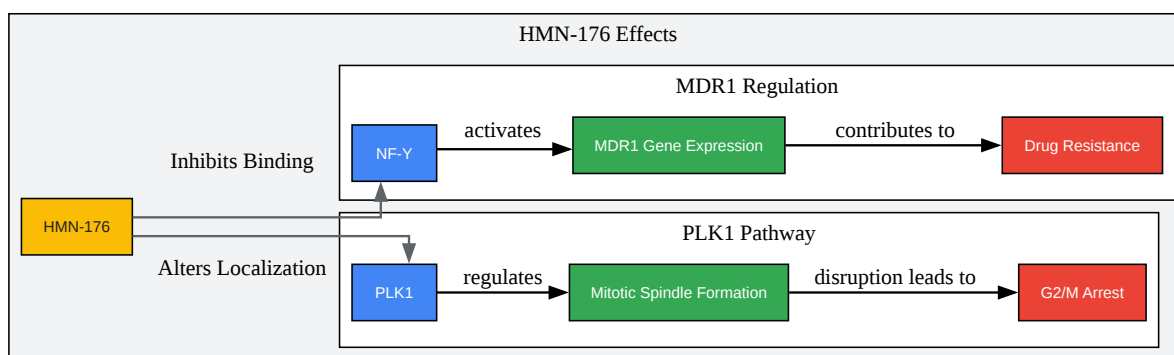 HMN-176 Effects
MDR1 Regulation
NF-Y
activates
MDR1 Gene Expression
contributes to
Drug Resistance
Inhibits Binding
HMN-176
Alters Localization
PLK1 Pathway
PLK1
regulates
Mitotic Spindle Formation
disruption leads to
G2/M Arrest